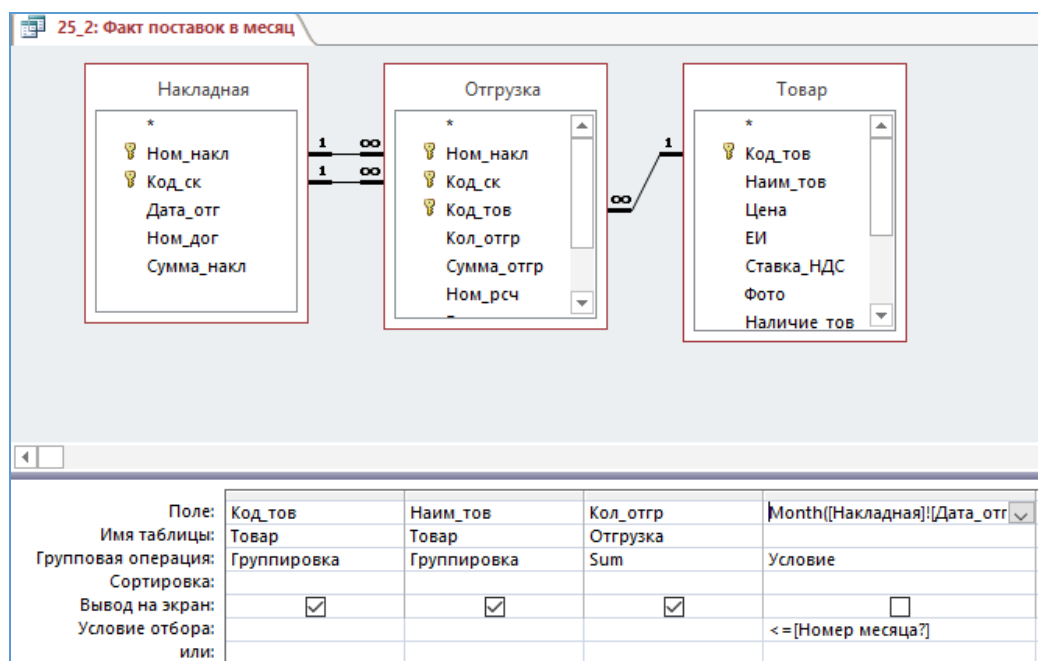 25_2: Факт поставок в месяц
Накладная
*
Ном_накл
Код_ск
Дата_отг
Ном_дог
Сумма_накл
1 ∞
1 ∞
Отгрузка
*
Ном_накл
Код_ск
Код_тов
Кол_отгр
Сумма_отгр
Ном_рсч
∞ 1
Товар
*
Код_тов
Наим_тов
Цена
ЕИ
Ставка_НДС
Фото
Наличие_тов
Поле: Код_тов Наим_тов Кол_отгр Month([Накладная]![Дата_отг
Имя таблицы: Товар Товар Отгрузка
Групповая операция: Группировка Группировка Sum Условие
Сортировка:
Вывод на экран:
Условие отбора: <=[Номер месяца?]
или: